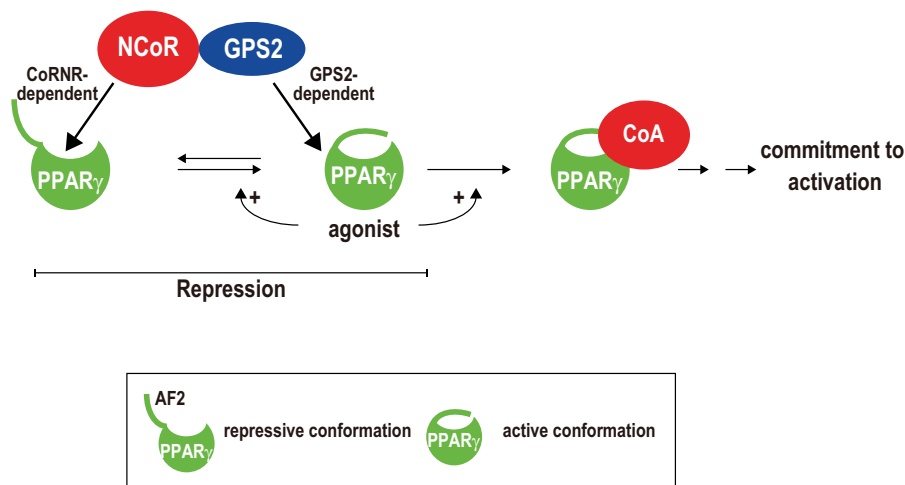 NCoR
GPS2
CoRNR-
dependent
GPS2-
dependent
PPARγ
PPARγ
+
+
agonist
PPARγ
CoA
commitment to
activation
Repression
AF2
PPARγ
repressive conformation
PPARγ
active conformation